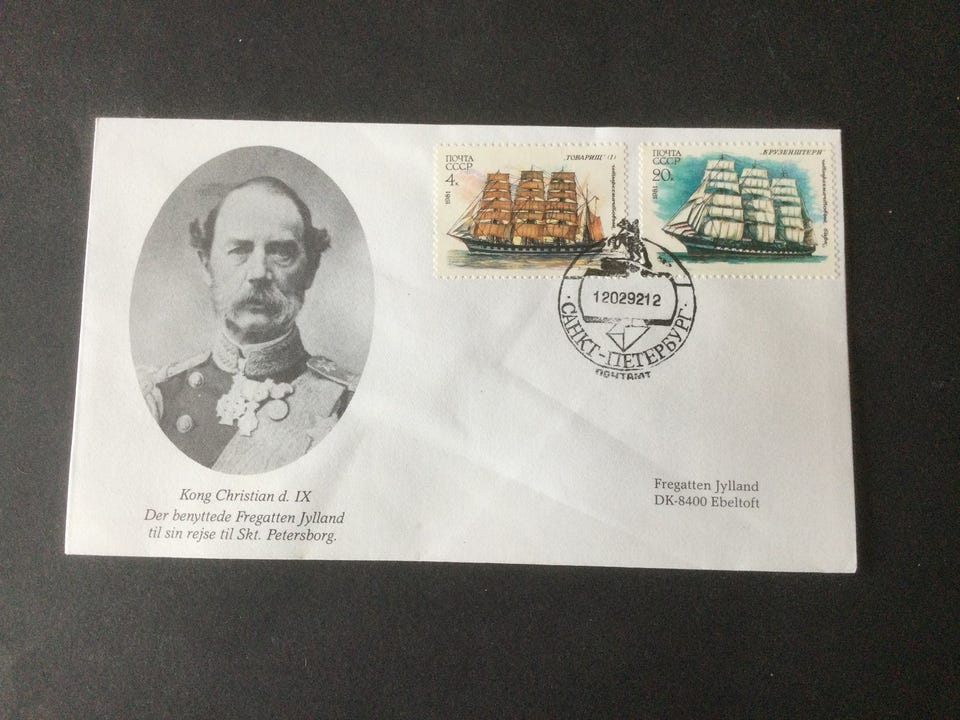 ПОЧТА
СССР
4к
1981
„ТОВАРИЩ“ (I)
ПОЧТА
СССР
20к
1981
„КРУЗЕНШТЕРН“
12029212
·САНКТ-ПЕТЕРБУРГ·
ПОЧТАМТ
Kong Christian d. IX
Der benyttede Fregatten Jylland
til sin rejse til Skt. Petersborg.
Fregatten Jylland
DK-8400 Ebeltoft